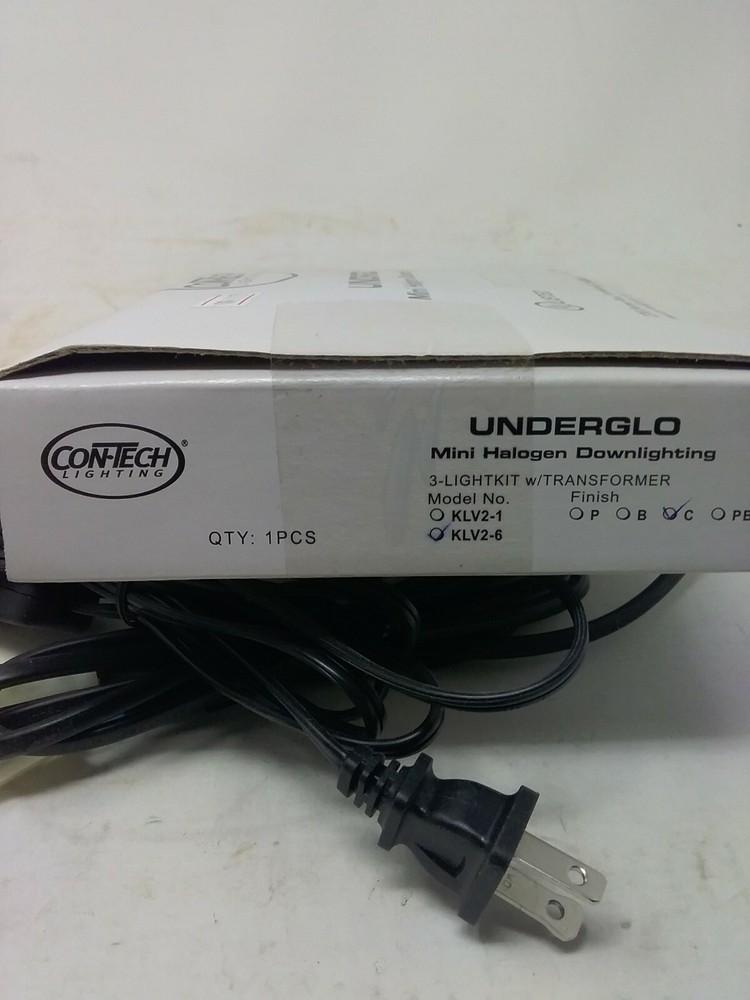 CON-TECH®
LIGHTING
QTY: 1PCS
UNDERGLO
Mini Halogen Downlighting
3-LIGHTKIT w/TRANSFORMER
Model No. Finish
KLV2-1 P B C PB
KLV2-6